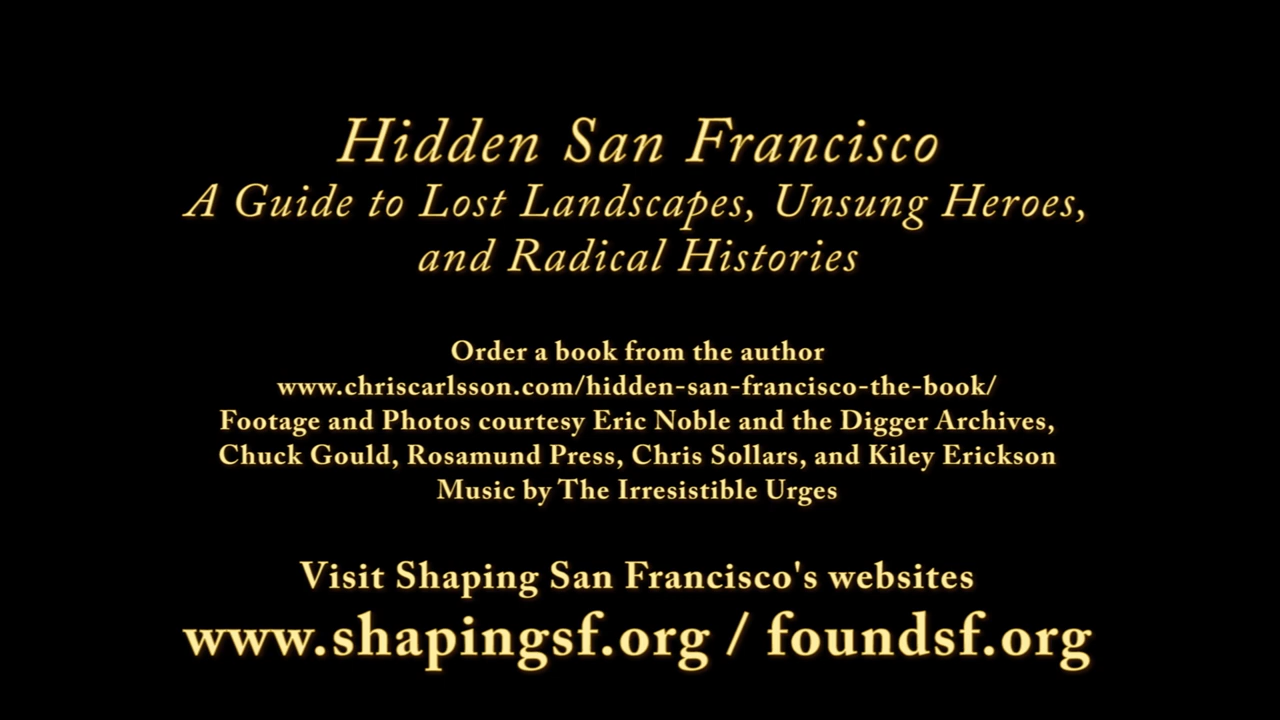 Hidden San Francisco
A Guide to Lost Landscapes, Unsung Heroes,
and Radical Histories
Order a book from the author
www.chriscarlsson.com/hidden-san-francisco-the-book/
Footage and Photos courtesy Eric Noble and the Digger Archives,
Chuck Gould, Rosamund Press, Chris Sollars, and Kiley Erickson
Music by The Irresistible Urges
Visit Shaping San Francisco's websites
www.shapingsf.org / foundsf.org